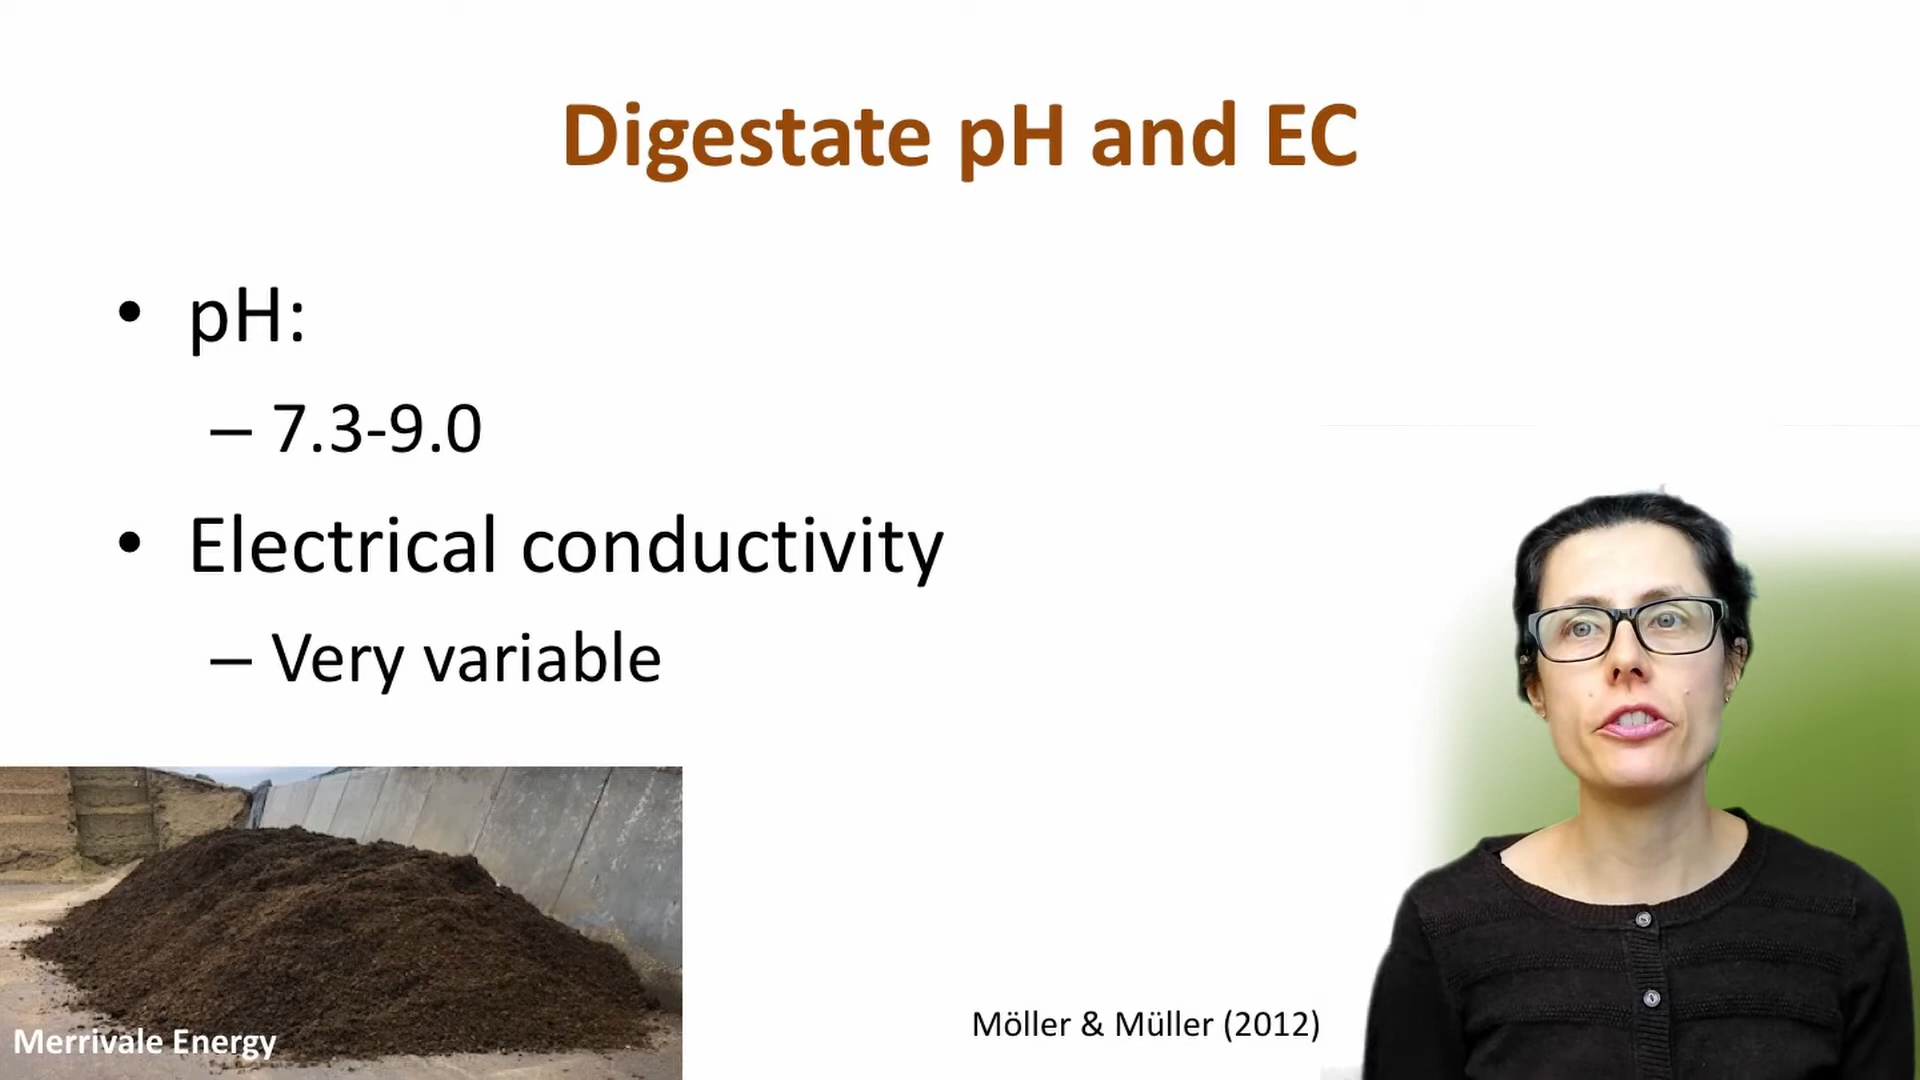 Digestate pH and EC
• pH:
– 7.3-9.0
• Electrical conductivity
– Very variable
Merrivale Energy
Möller & Müller (2012)